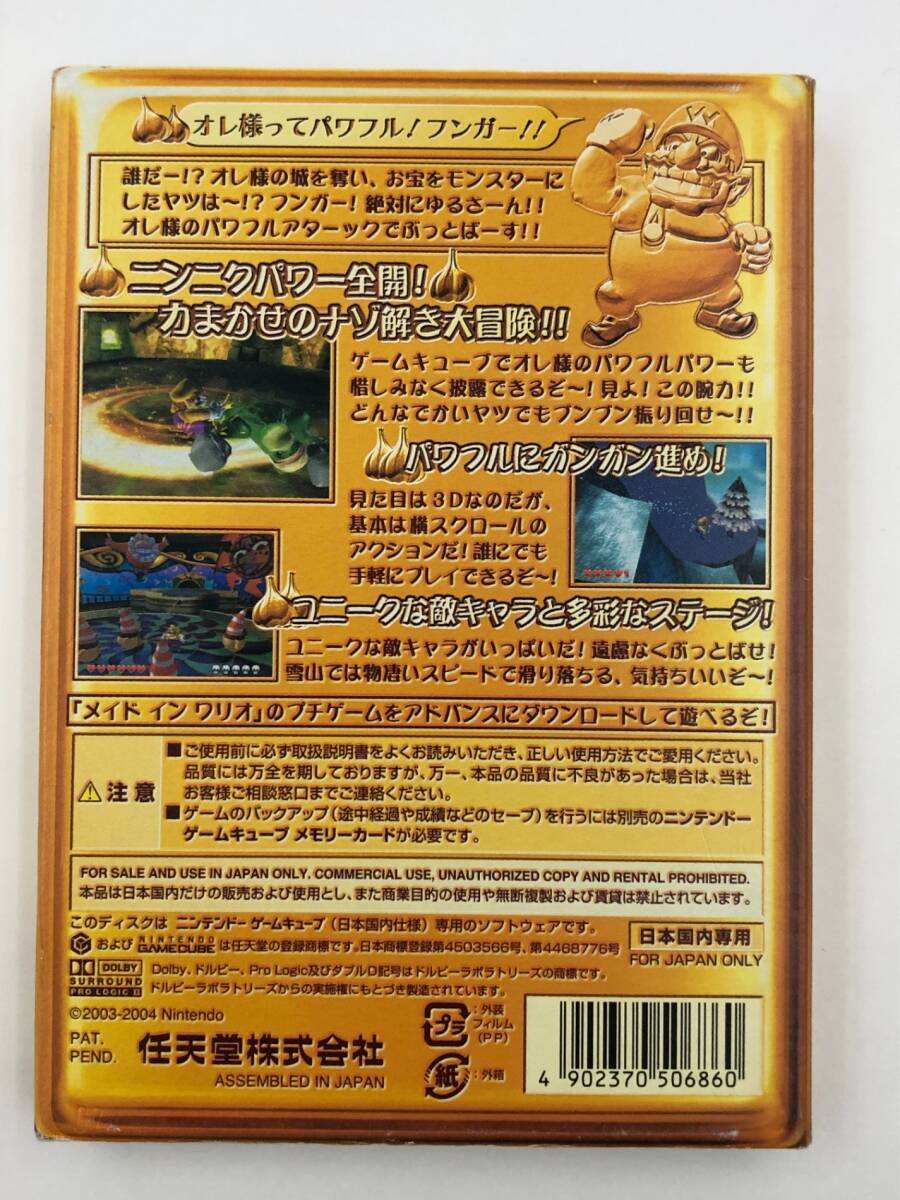 オレ様ってパワフル！フンガー！！
W
誰だー！？オレ様の城を奪い、お宝をモンスターに
したヤツは〜！？フンガー！絶対にゆるさーん！！
オレ様のパワフルアタークでぶっとばーす！！
ニンニクパワー全開！
力まかせのナゾ解き大冒険！！
ゲームキューブでオレ様のパワフルパワーも
惜しみなく披露できるぞ〜！見よ！この腕力！！
どんなでかいヤツでもブンブン振り回せ〜！！
パワフルにガンガン進め！
見た目は3Dなのだが、
基本は横スクロールの
アクションだ！誰にでも
手軽にプレイできるぞ〜！
ユニークな敵キャラと多彩なステージ！
ユニークな敵キャラがいっぱいだ！遠慮なくぶっとばせ！
雪山では物凄いスピードで滑り落ちる、気持ちいいぞ〜！
「メイド イン ワリオ」のプチゲームをアドバンスにダウンロードして遊べるぞ！
注意
■ご使用前に必ず取扱説明書をよくお読みいただき、正しい使用方法でご愛用ください。
品質には万全を期しておりますが、万一、本品の品質に不良があった場合は、当社
お客様ご相談窓口までご連絡ください。
■ゲームのバックアップ（途中経過や成績などのセーブ）を行うには別売のニンテンドー
ゲームキューブ メモリーカードが必要です。
FOR SALE AND USE IN JAPAN ONLY. COMMERCIAL USE, UNAUTHORIZED COPY AND RENTAL PROHIBITED.
本品は日本国内だけの販売および使用とし、また商業目的の使用や無断複製および賃貸は禁止されています。
このディスクは ニンテンドー ゲームキューブ（日本国内仕様）専用のソフトウェアです。
および NINTENDO GAMECUBE は任天堂の登録商標です。日本商標登録第4503566号、第4468776号
日本国内専用
FOR JAPAN ONLY
DOLBY
SURROUND
PRO LOGIC II
Dolby、ドルビー、Pro Logic及びダブルD記号はドルビーラボラトリーズの商標です。
ドルビーラボラトリーズからの実施権にもとづき製造されています。
©2003-2004 Nintendo
PAT.
PEND.
任天堂株式会社
ASSEMBLED IN JAPAN
プラ
：外装
フィルム
（PP）
紙
：外箱
4 902370 506860